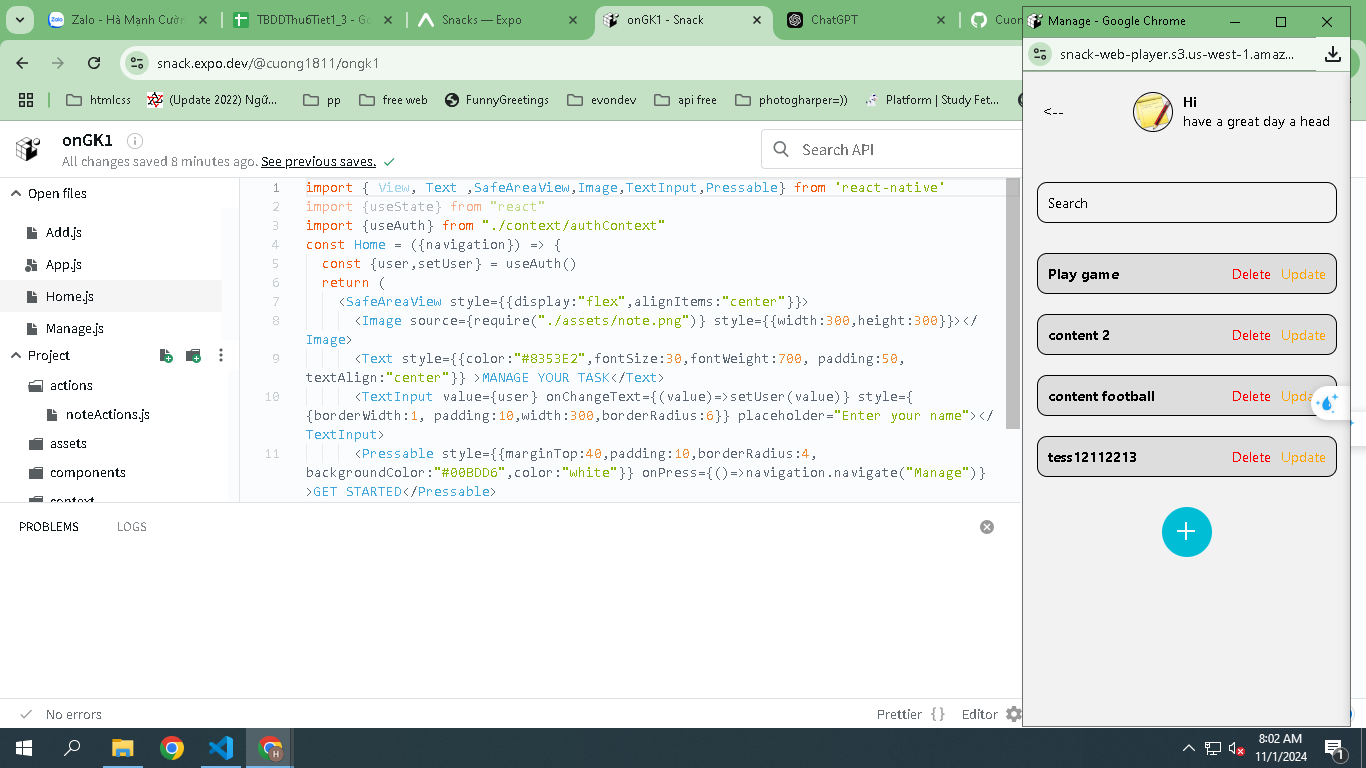 Zalo - Hà Mạnh Cườn
TBDDThu6Tiet1_3 - Go
Snacks — Expo
onGK1 - Snack
ChatGPT
Cuon
snack.expo.dev/@cuong1811/ongk1
htmlcss
(Update 2022) Ngữ...
pp
free web
FunnyGreetings
evondev
api free
photogharper=))
Platform | Study Fet...
onGK1
All changes saved 8 minutes ago. See previous saves.
Search API
Open files
Add.js
App.js
Home.js
Manage.js
Project
actions
noteActions.js
assets
components
context
1 import { View, Text ,SafeAreaView,Image,TextInput,Pressable} from 'react-native'
2 import {useState} from "react"
3 import {useAuth} from "./context/authContext"
4 const Home = ({navigation}) => {
5 const {user,setUser} = useAuth()
6 return (
7 <SafeAreaView style={{display:"flex",alignItems:"center"}}>
8 <Image source={require("./assets/note.png")} style={{width:300,height:300}}></
Image>
9 <Text style={{color:"#8353E2",fontSize:30,fontWeight:700, padding:50,
textAlign:"center"}} >MANAGE YOUR TASK</Text>
10 <TextInput value={user} onChangeText={(value)=>setUser(value)} style={
{borderWidth:1, padding:10,width:300,borderRadius:6}} placeholder="Enter your name"></
TextInput>
11 <Pressable style={{marginTop:40,padding:10,borderRadius:4,
backgroundColor:"#00BDD6",color:"white"}} onPress={()=>navigation.navigate("Manage")}
>GET STARTED</Pressable>
PROBLEMS
LOGS
No errors
Prettier {}
Editor
Manage - Google Chrome
snack-web-player.s3.us-west-1.amaz...
<--
Hi
have a great day a head
Search
Play game Delete Update
content 2 Delete Update
content football Delete Upda
tess12112213 Delete Update
+
8:02 AM
11/1/2024
1